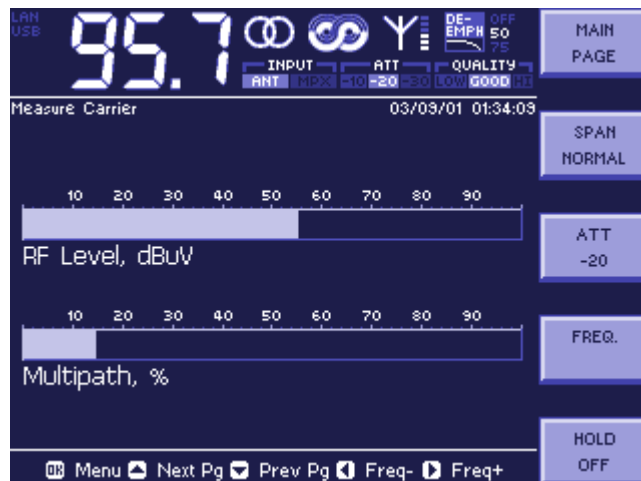 LAN
USB
95.7
DE-EMPH OFF 50 75
INPUT ATT QUALITY
ANT MPX -10 -20 -30 LOW GOOD HI
Measure Carrier 03/09/01 01:34:09
10 20 30 40 50 60 70 80 90
RF Level, dBuV
10 20 30 40 50 60 70 80 90
Multipath, %
OK Menu Next Pg Prev Pg Freq- Freq+
MAIN PAGE
SPAN NORMAL
ATT -20
FREQ.
HOLD OFF